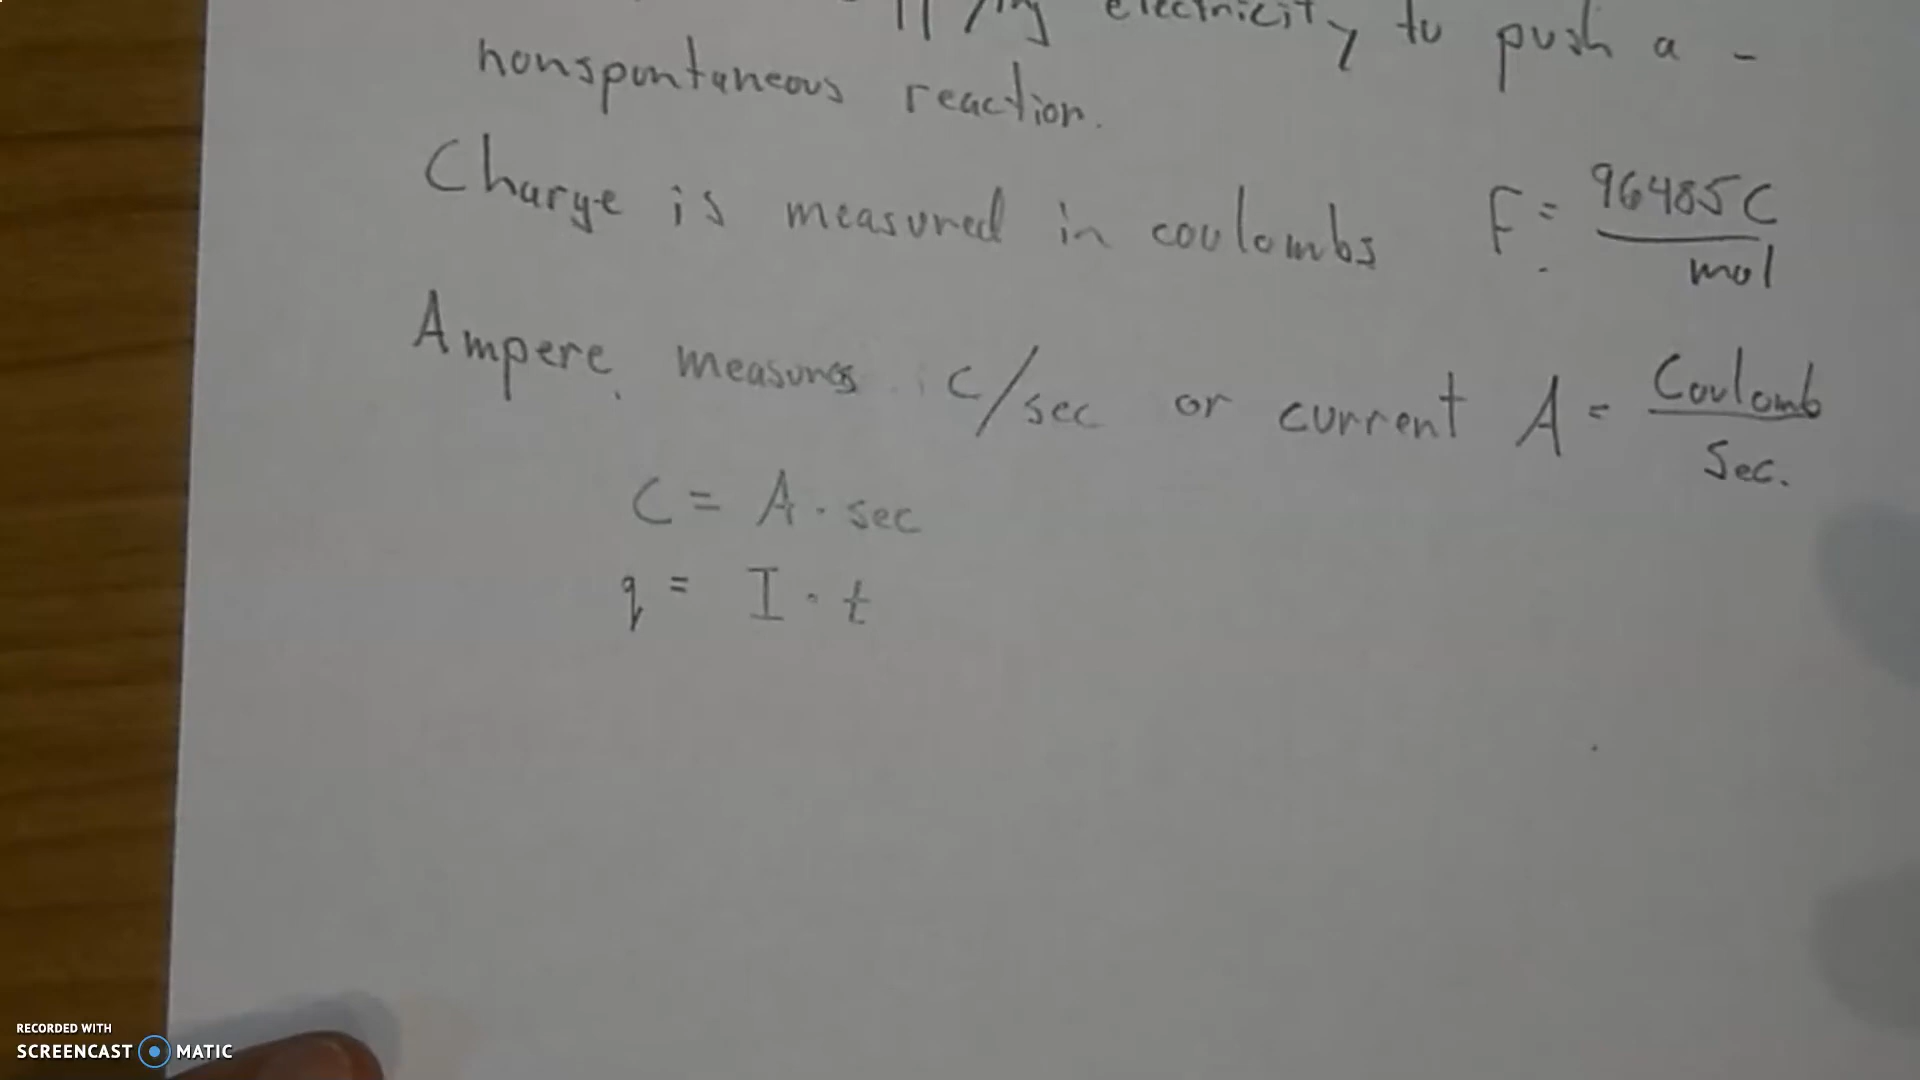 electricity to push a -
nonspontaneous reaction.
Charge is measured in coulombs F = 96485 C / mol
Ampere measures C/sec or current A = Coulomb / Sec.
C = A · sec
q = I · t
RECORDED WITH
SCREENCAST MATIC